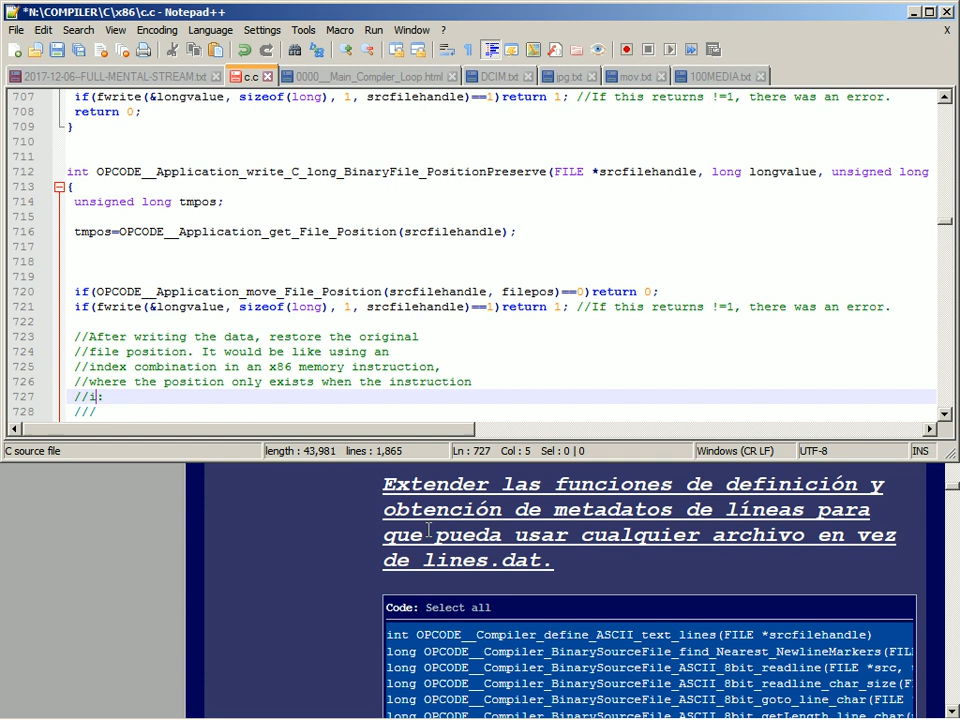 *N:\COMPILER\C\x86\c.c - Notepad++
File Edit Search View Encoding Language Settings Tools Macro Run Window ? X
2017-12-06--FULL-MENTAL-STREAM.txt c.c 0000__Main_Compiler_Loop.html DCIM.txt jpg.txt mov.txt 100MEDIA.txt
707 if(fwrite(&longvalue, sizeof(long), 1, srcfilehandle)==1)return 1; //If this returns !=1, there was an error.
708 return 0;
709 }
710
711
712 int OPCODE__Application_write_C_long_BinaryFile_PositionPreserve(FILE *srcfilehandle, long longvalue, unsigned long
713 {
714 unsigned long tmpos;
715
716 tmpos=OPCODE__Application_get_File_Position(srcfilehandle);
717
718
719
720 if(OPCODE__Application_move_File_Position(srcfilehandle, filepos)==0)return 0;
721 if(fwrite(&longvalue, sizeof(long), 1, srcfilehandle)==1)return 1; //If this returns !=1, there was an error.
722
723 //After writing the data, restore the original
724 //file position. It would be like using an
725 //index combination in an x86 memory instruction,
726 //where the position only exists when the instruction
727 //i:
728 ///
C source file length : 43,981 lines : 1,865 Ln : 727 Col : 5 Sel : 0 | 0 Windows (CR LF) UTF-8 INS
Extender las funciones de definición y
obtención de metadatos de líneas para
que pueda usar cualquier archivo en vez
de lines.dat.
Code: Select all
int OPCODE__Compiler_define_ASCII_text_lines(FILE *srcfilehandle)
long OPCODE__Compiler_BinarySourceFile_find_Nearest_NewlineMarkers(FIL
long OPCODE__Compiler_BinarySourceFile_ASCII_8bit_readline(FILE *src,
long OPCODE__Compiler_BinarySourceFile_ASCII_8bit_readline_char_size(F
long OPCODE__Compiler_BinarySourceFile_ASCII_8bit_goto_line_char(FILE
long OPCODE__Compiler_BinarySourceFile_ASCII_8bit_getLength_line_char(